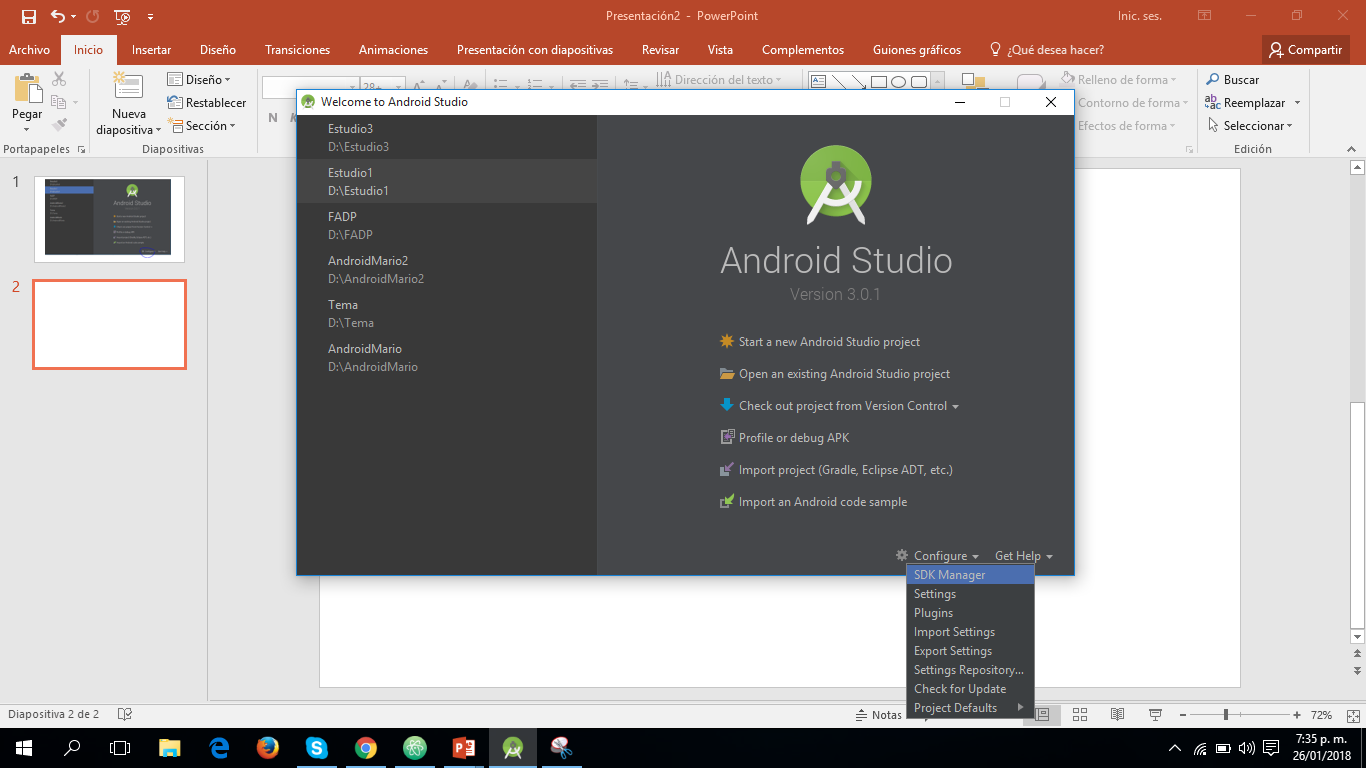 Presentación2 - PowerPoint
Inic. ses.
Archivo Inicio Insertar Diseño Transiciones Animaciones Presentación con diapositivas Revisar Vista Complementos Guiones gráficos ¿Qué desea hacer? Compartir
Pegar
Portapapeles
Nueva
diapositiva
Diseño
Restablecer
Sección
Diapositivas
28+
N K
Dirección del texto
Relleno de forma
Contorno de forma
Efectos de forma
Buscar
Reemplazar
Seleccionar
Edición
1
2
Welcome to Android Studio
Estudio3
D:\Estudio3
Estudio1
D:\Estudio1
FADP
D:\FADP
AndroidMario2
D:\AndroidMario2
Tema
D:\Tema
AndroidMario
D:\AndroidMario
Android Studio
Version 3.0.1
Start a new Android Studio project
Open an existing Android Studio project
Check out project from Version Control
Profile or debug APK
Import project (Gradle, Eclipse ADT, etc.)
Import an Android code sample
Configure Get Help
SDK Manager
Settings
Plugins
Import Settings
Export Settings
Settings Repository...
Check for Update
Project Defaults
Diapositiva 2 de 2
Notas
72%
7:35 p. m.
26/01/2018